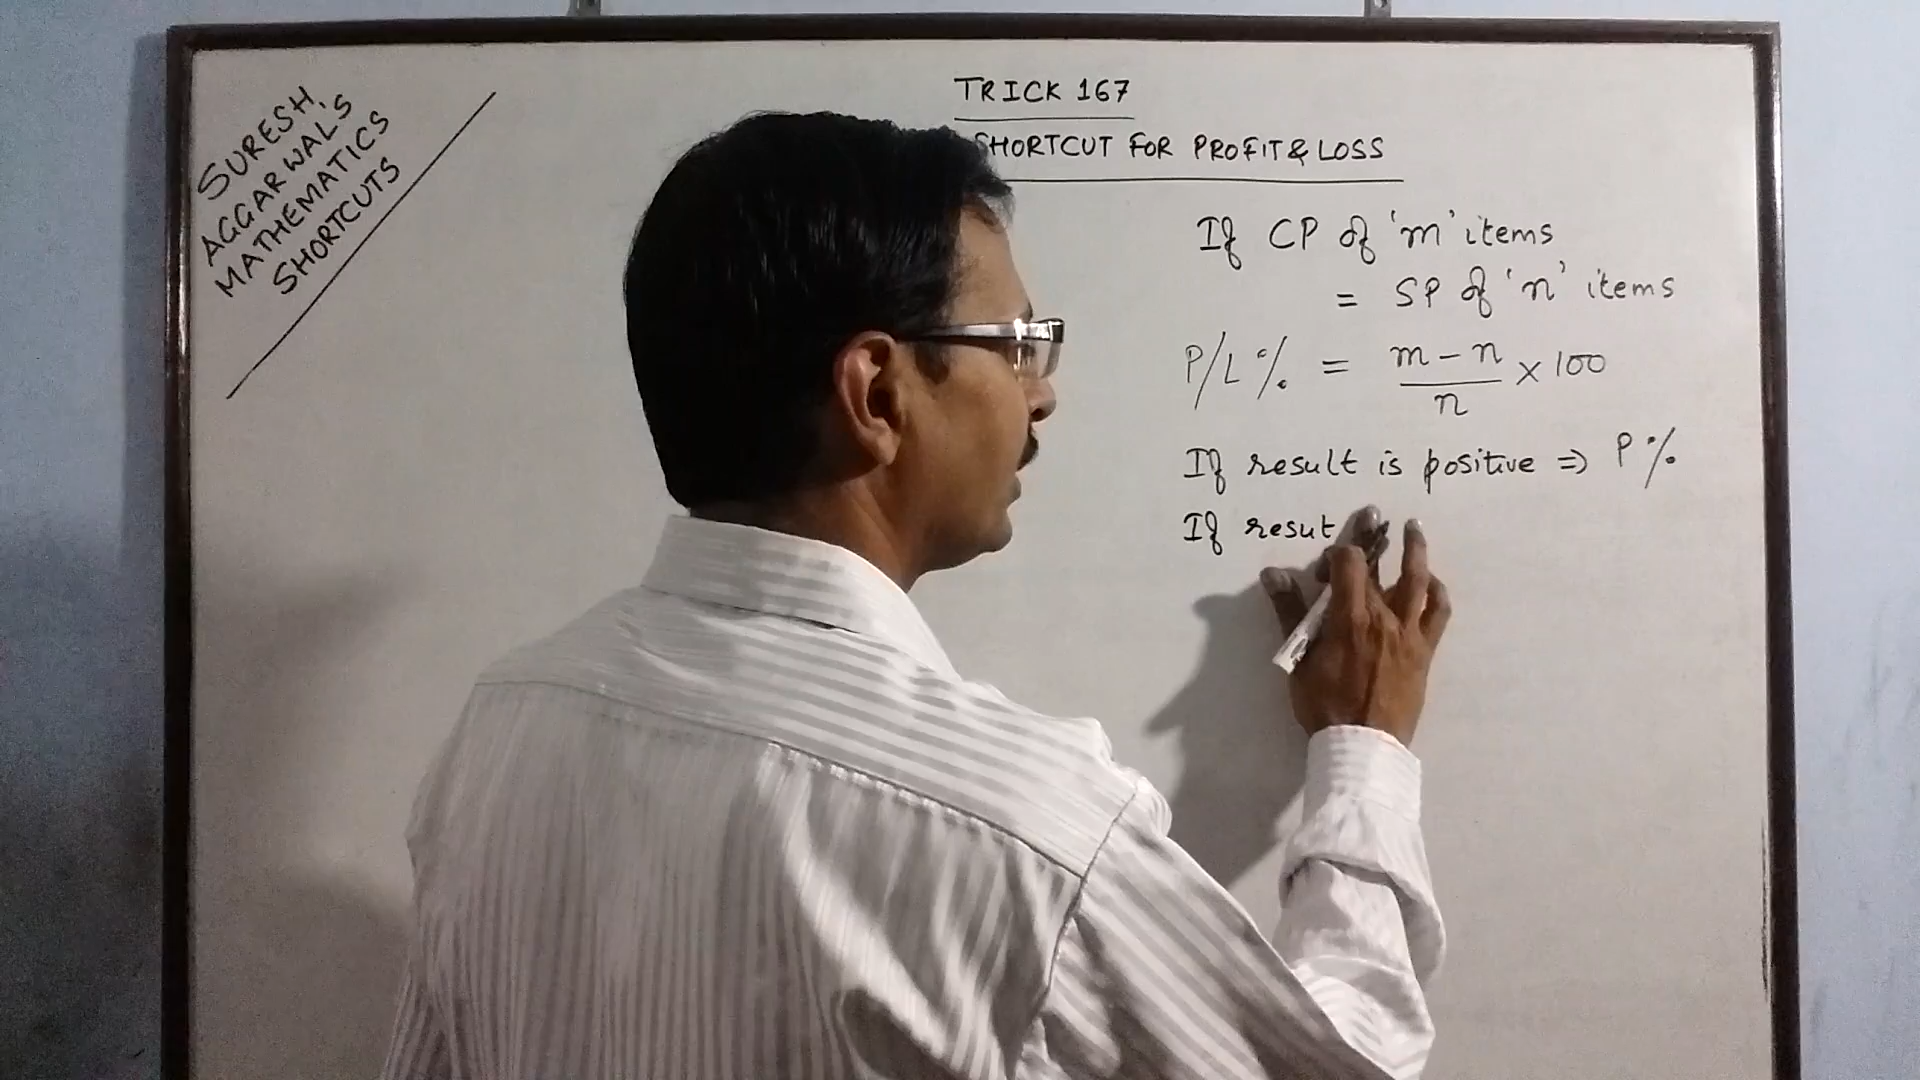 SURESH
AGGARWAL'S
MATHEMATICS
SHORTCUTS
TRICK 167
SHORTCUT FOR PROFIT & LOSS
If CP of 'm' items
= SP of 'n' items
P/L % = m - n / n × 100
If result is positive ⇒ P %
If resut